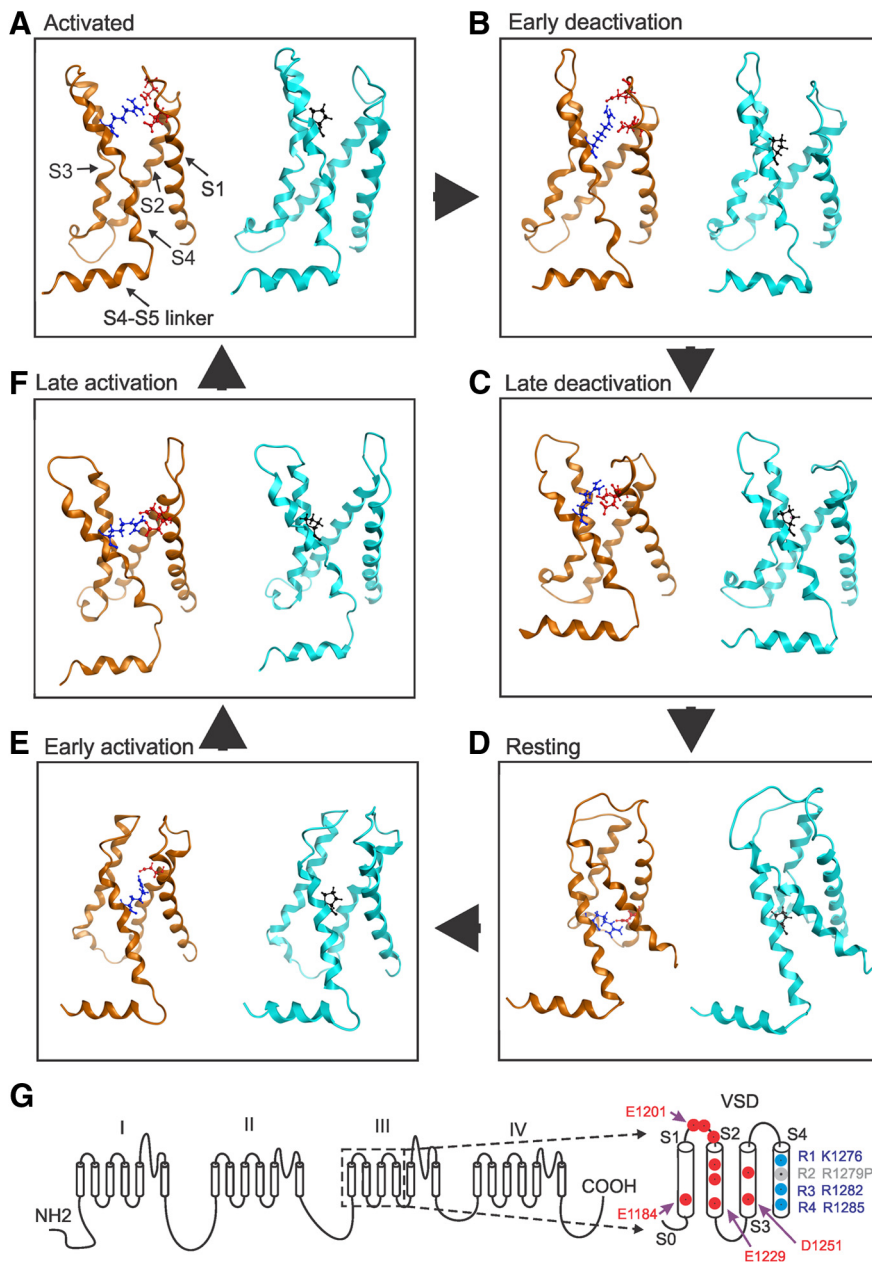 A Activated
B Early deactivation
S3
S2
S1
S4
S4-S5 linker
F Late activation
C Late deactivation
E Early activation
D Resting
G
I
II
III
IV
NH2
COOH
VSD
E1201
S1
S2
S4
R1 K1276
R2 R1279P
R3 R1282
R4 R1285
E1184
S0
S3
E1229
D1251